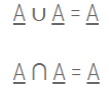 A ∪ A = A
A ∩ A = A